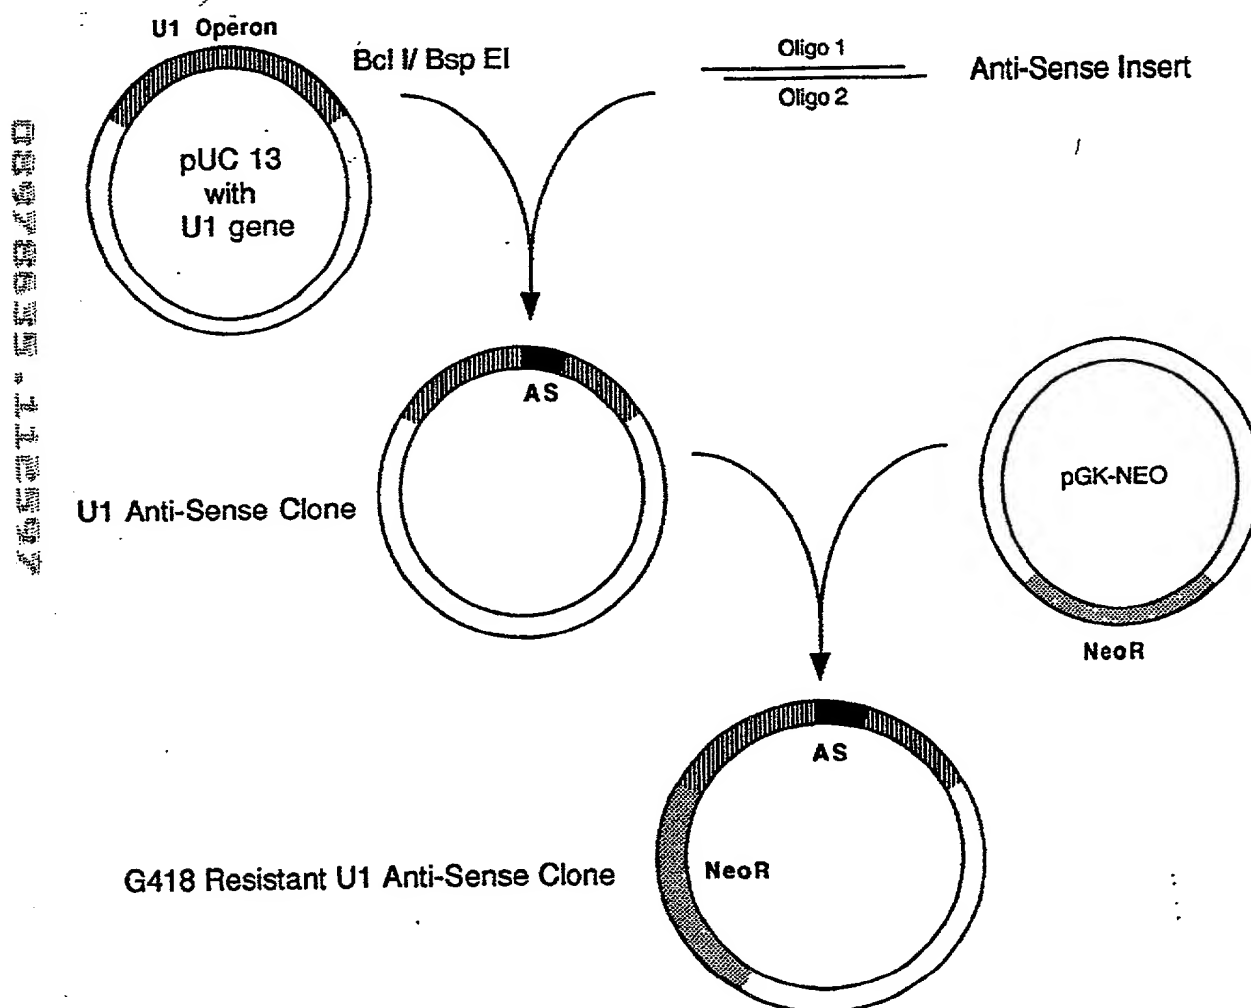 U1 Operon
Bcl I/ Bsp EI
Oligo 1
Oligo 2
Anti-Sense Insert
pUC 13
with
U1 gene
AS
U1 Anti-Sense Clone
pGK-NEO
NeoR
AS
NeoR
G418 Resistant U1 Anti-Sense Clone